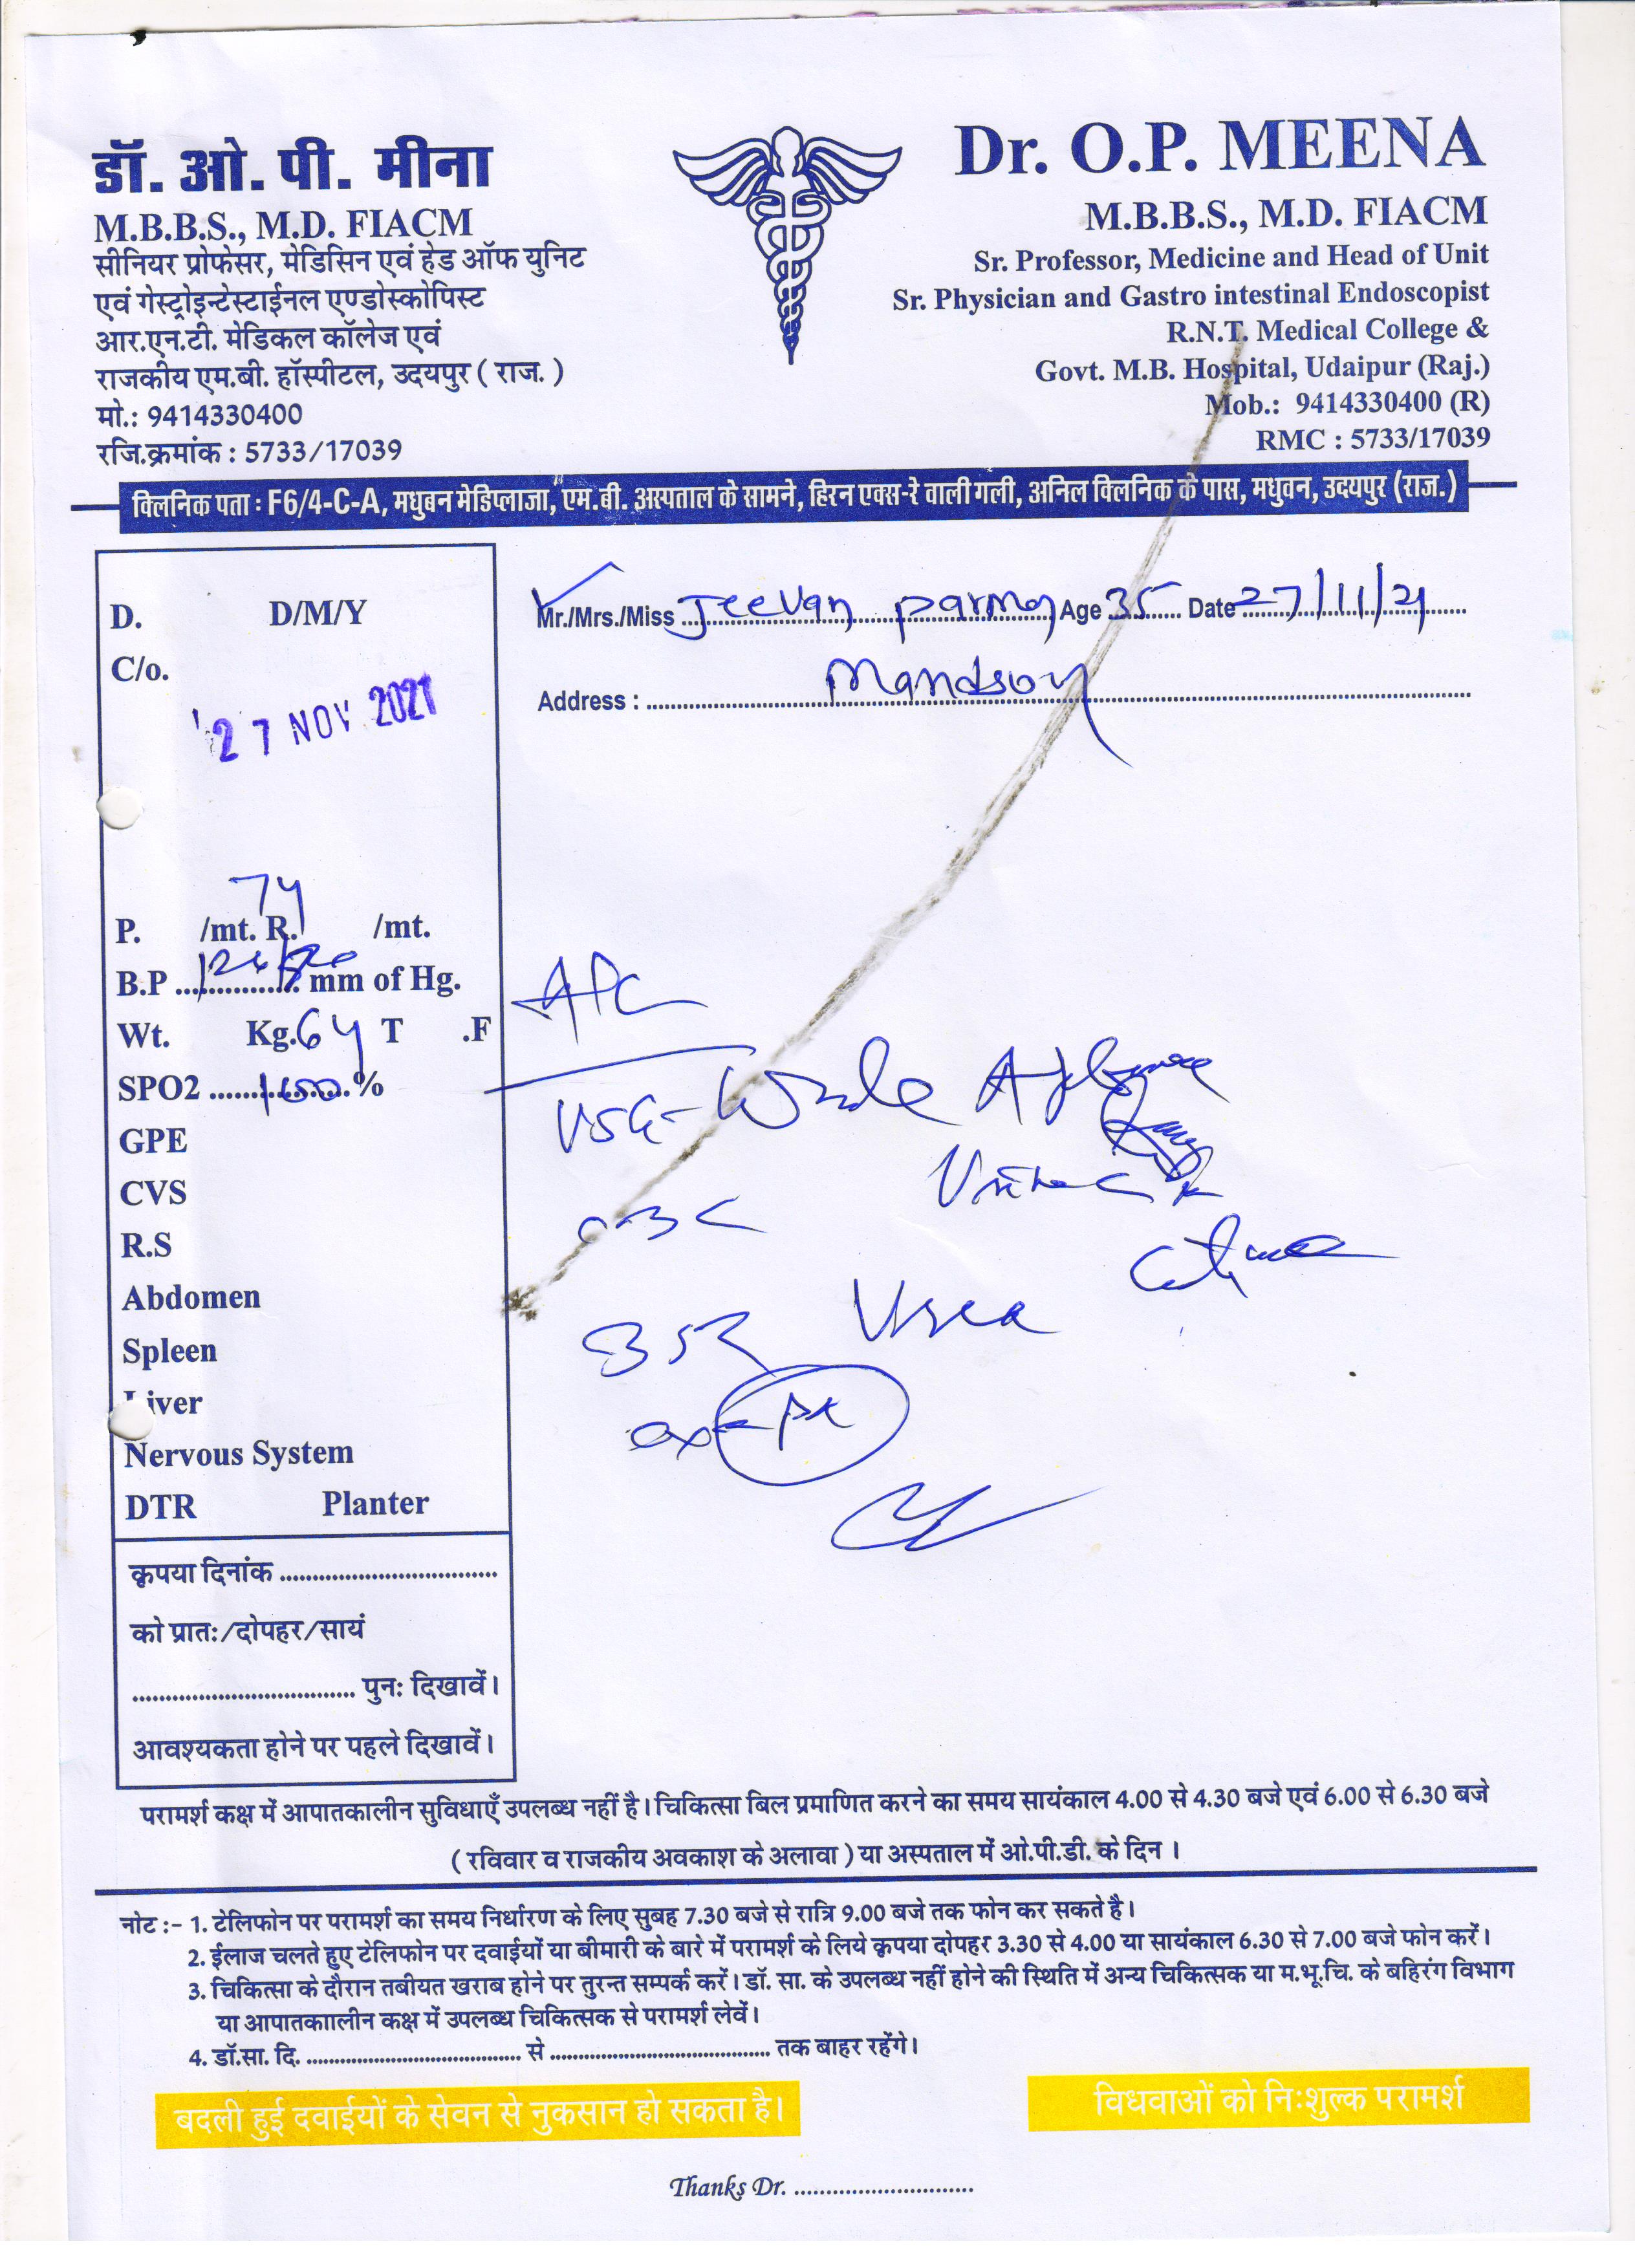 डॉ. ओ. पी. मीना
M.B.B.S., M.D. FIACM
सीनियर प्रोफेसर, मेडिसिन एवं हेड ऑफ युनिट
एवं गेस्ट्रोइन्टेस्टाईनल एण्डोस्कोपिस्ट
आर.एन.टी. मेडिकल कॉलेज एवं
राजकीय एम.बी. हॉस्पीटल, उदयपुर ( राज. )
मो.: 9414330400
रजि.क्रमांक : 5733/17039
Dr. O.P. MEENA
M.B.B.S., M.D. FIACM
Sr. Professor, Medicine and Head of Unit
Sr. Physician and Gastro intestinal Endoscopist
R.N.T. Medical College &
Govt. M.B. Hospital, Udaipur (Raj.)
Mob.: 9414330400 (R)
RMC : 5733/17039
क्लिनिक पता : F6/4-C-A, मधुबन मेडिप्लाजा, एम.बी. अस्पताल के सामने, हिरन एक्स-रे वाली गली, अनिल क्लिनिक के पास, मधुवन, उदयपुर (राज.)
Mr./Mrs./Miss Jeevan Age 35 Date 27/11/21
Address :
D. D/M/Y
C/o.
27 NOV 2021
74
P. /mt. R. /mt.
B.P mm of Hg.
Wt. Kg. 64 T .F
SPO2 100 %
GPE
CVS
R.S
Abdomen
Spleen
Liver
Nervous System
DTR Planter
USG - Whole
CBC
Urea
कृपया दिनांक
को प्रातः/दोपहर/सायं
पुनः दिखावें।
आवश्यकता होने पर पहले दिखावें।
परामर्श कक्ष में आपातकालीन सुविधाएँ उपलब्ध नहीं है। चिकित्सा बिल प्रमाणित करने का समय सायंकाल 4.00 से 4.30 बजे एवं 6.00 से 6.30 बजे
( रविवार व राजकीय अवकाश के अलावा ) या अस्पताल में ओ.पी.डी. के दिन ।
नोट :- 1. टेलिफोन पर परामर्श का समय निर्धारण के लिए सुबह 7.30 बजे से रात्रि 9.00 बजे तक फोन कर सकते है।
2. ईलाज चलते हुए टेलिफोन पर दवाईयों या बीमारी के बारे में परामर्श के लिये कृपया दोपहर 3.30 से 4.00 या सायंकाल 6.30 से 7.00 बजे फोन करें।
3. चिकित्सा के दौरान तबीयत खराब होने पर तुरन्त सम्पर्क करें। डॉ. सा. के उपलब्ध नहीं होने की स्थिति में अन्य चिकित्सक या म.भू.चि. के बहिरंग विभाग
या आपातकाालीन कक्ष में उपलब्ध चिकित्सक से परामर्श लेवें।
4. डॉ.सा. दि. से तक बाहर रहेंगे।
बदली हुई दवाईयों के सेवन से नुकसान हो सकता है।
विधवाओं को निःशुल्क परामर्श
Thanks Dr.